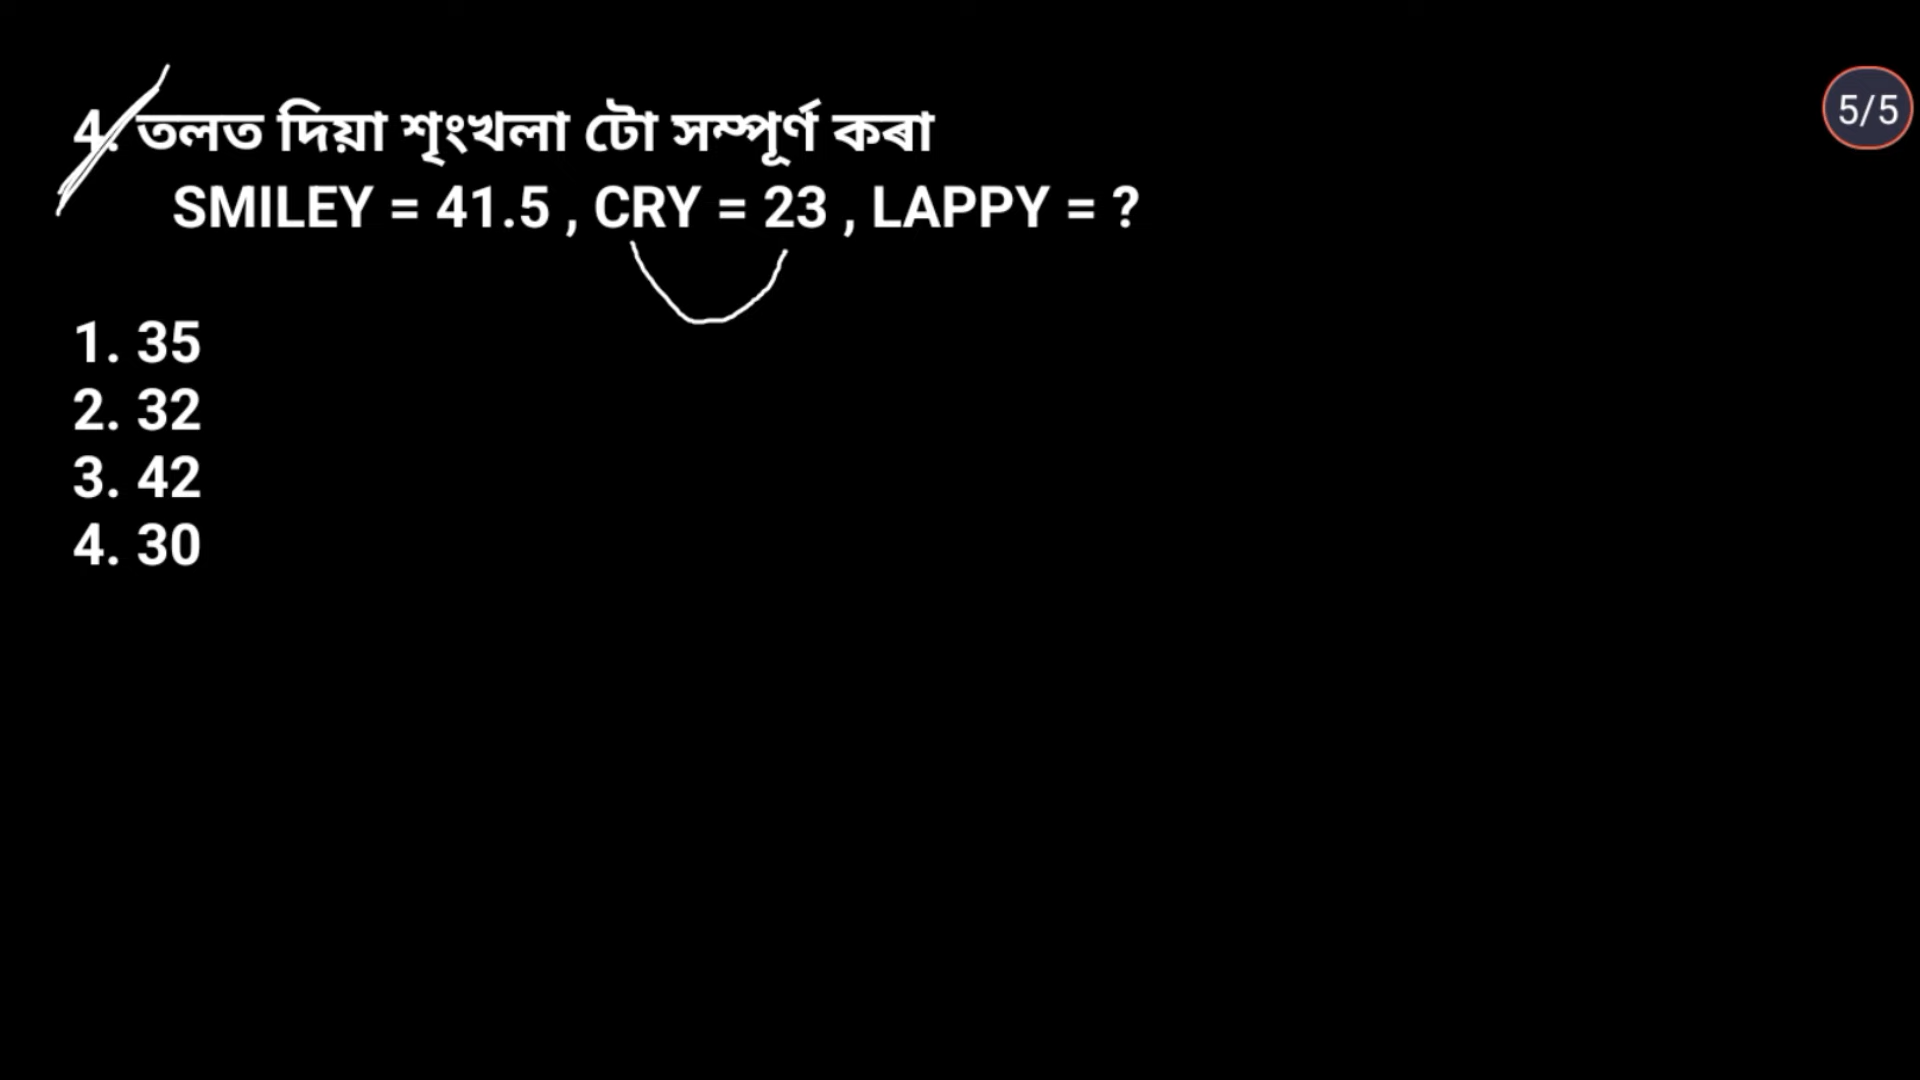 4. তলত দিয়া শৃংখলা টো সম্পূৰ্ণ কৰা
5/5
SMILEY = 41.5 , CRY = 23 , LAPPY = ?
1. 35
2. 32
3. 42
4. 30